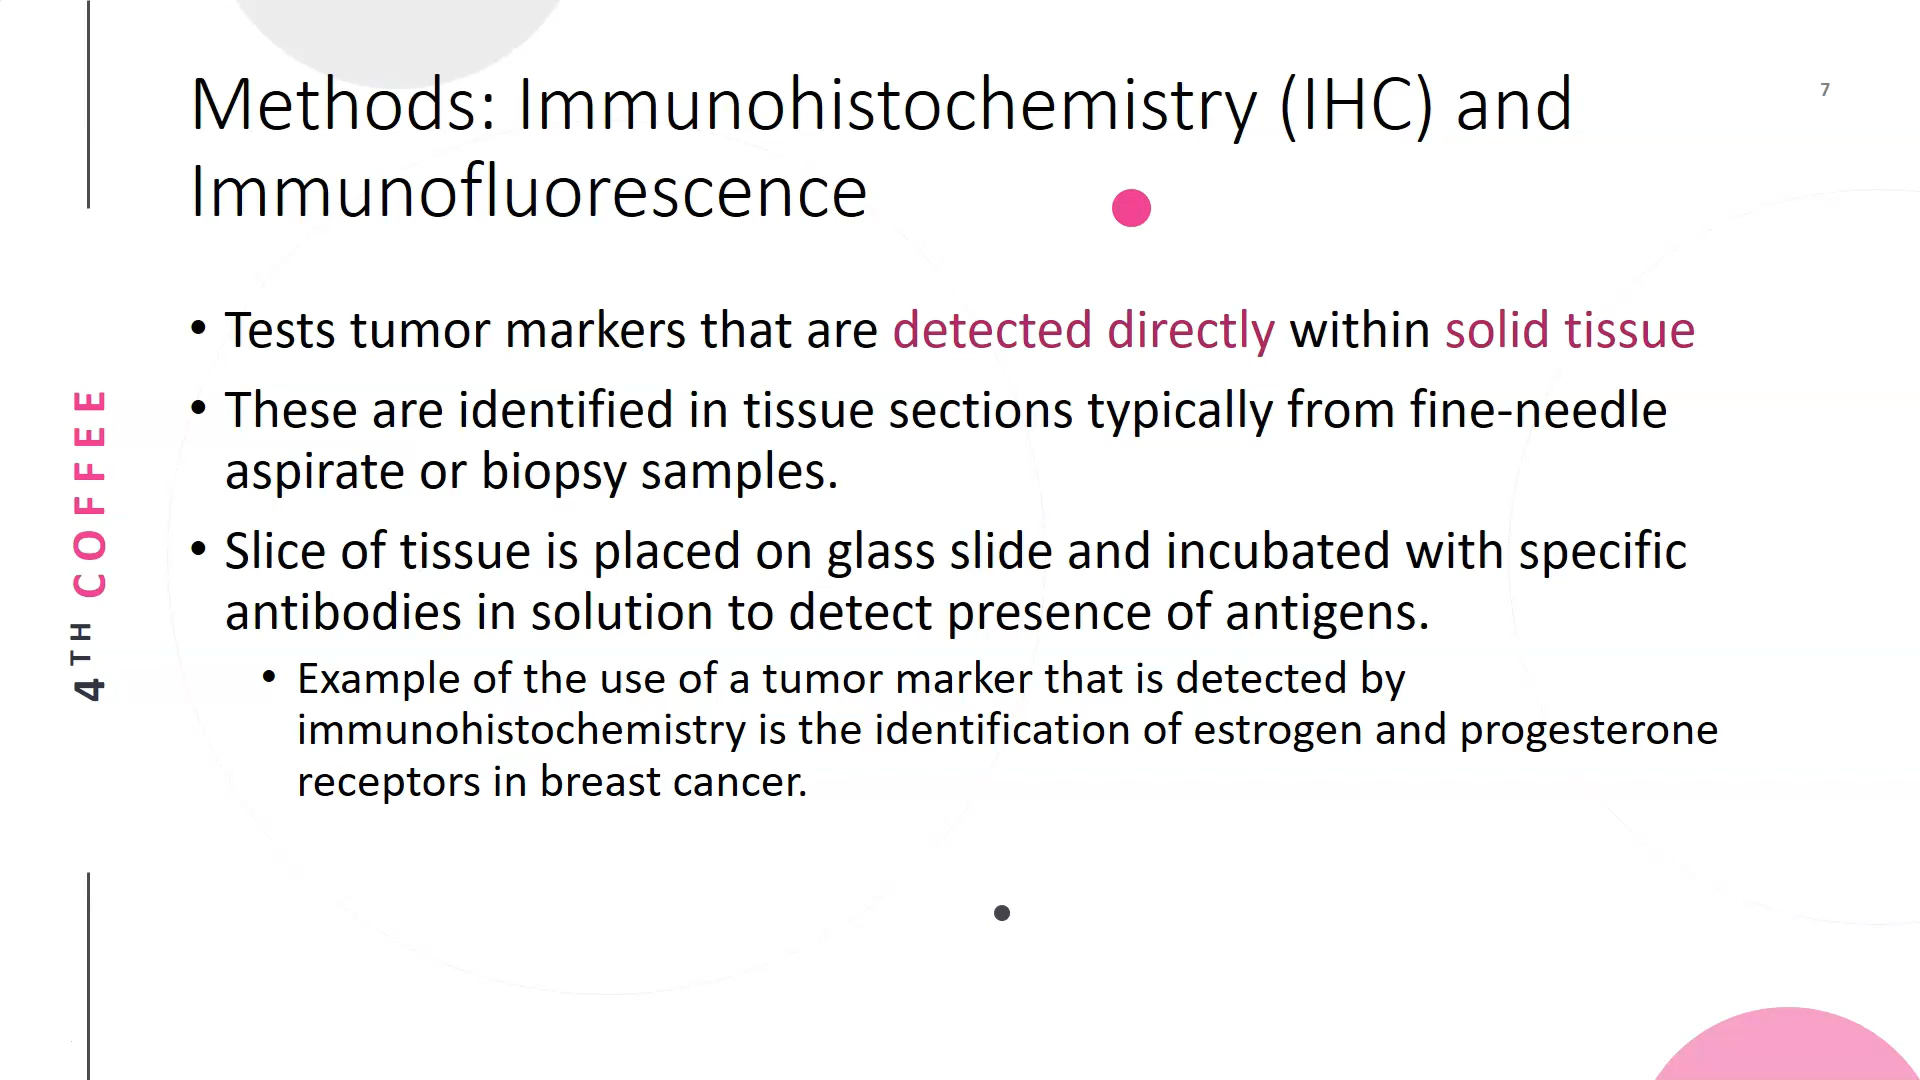 Methods: Immunohistochemistry (IHC) and
Immunofluorescence
7
• Tests tumor markers that are detected directly within solid tissue
• These are identified in tissue sections typically from fine-needle
aspirate or biopsy samples.
• Slice of tissue is placed on glass slide and incubated with specific
antibodies in solution to detect presence of antigens.
• Example of the use of a tumor marker that is detected by
immunohistochemistry is the identification of estrogen and progesterone
receptors in breast cancer.
4TH COFFEE